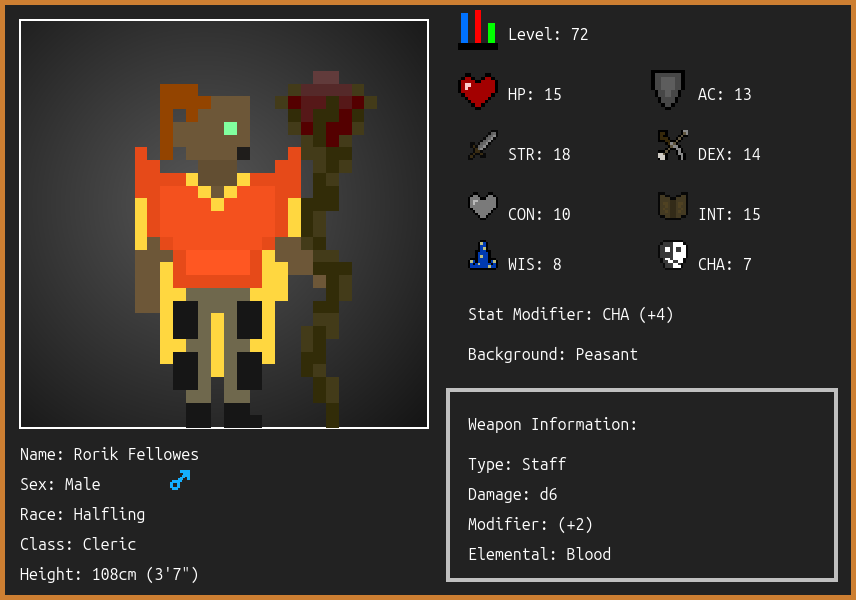 Level: 72
HP: 15
AC: 13
STR: 18
DEX: 14
CON: 10
INT: 15
WIS: 8
CHA: 7
Stat Modifier: CHA (+4)
Background: Peasant
Weapon Information:
Type: Staff
Damage: d6
Modifier: (+2)
Elemental: Blood
Name: Rorik Fellowes
Sex: Male
Race: Halfling
Class: Cleric
Height: 108cm (3'7")